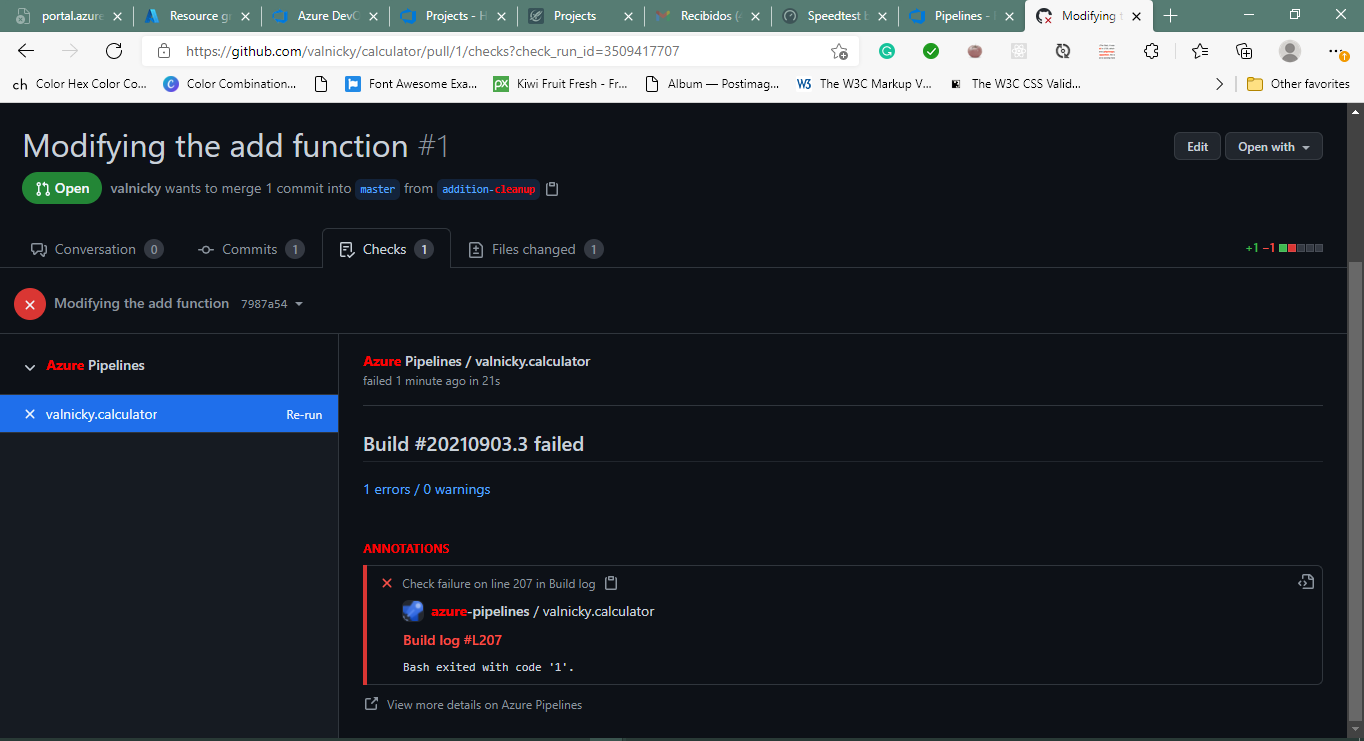 portal.azure
Resource gr
Azure DevO
Projects - H
Projects
Recibidos (
Speedtest b
Pipelines -
Modifying t
https://github.com/valnicky/calculator/pull/1/checks?check_run_id=3509417707
ch Color Hex Color Co...
C Color Combination...
Font Awesome Exa...
px Kiwi Fruit Fresh - Fr...
Album — Postimag...
W3 The W3C Markup V...
The W3C CSS Valid...
Other favorites
Modifying the add function #1
Edit
Open with
Open
valnicky wants to merge 1 commit into master from addition-cleanup
Conversation 0
Commits 1
Checks 1
Files changed 1
+1 −1
Modifying the add function 7987a54
Azure Pipelines
valnicky.calculator
Re-run
Azure Pipelines / valnicky.calculator
failed 1 minute ago in 21s
Build #20210903.3 failed
1 errors / 0 warnings
ANNOTATIONS
Check failure on line 207 in Build log
azure-pipelines / valnicky.calculator
Build log #L207
Bash exited with code '1'.
View more details on Azure Pipelines